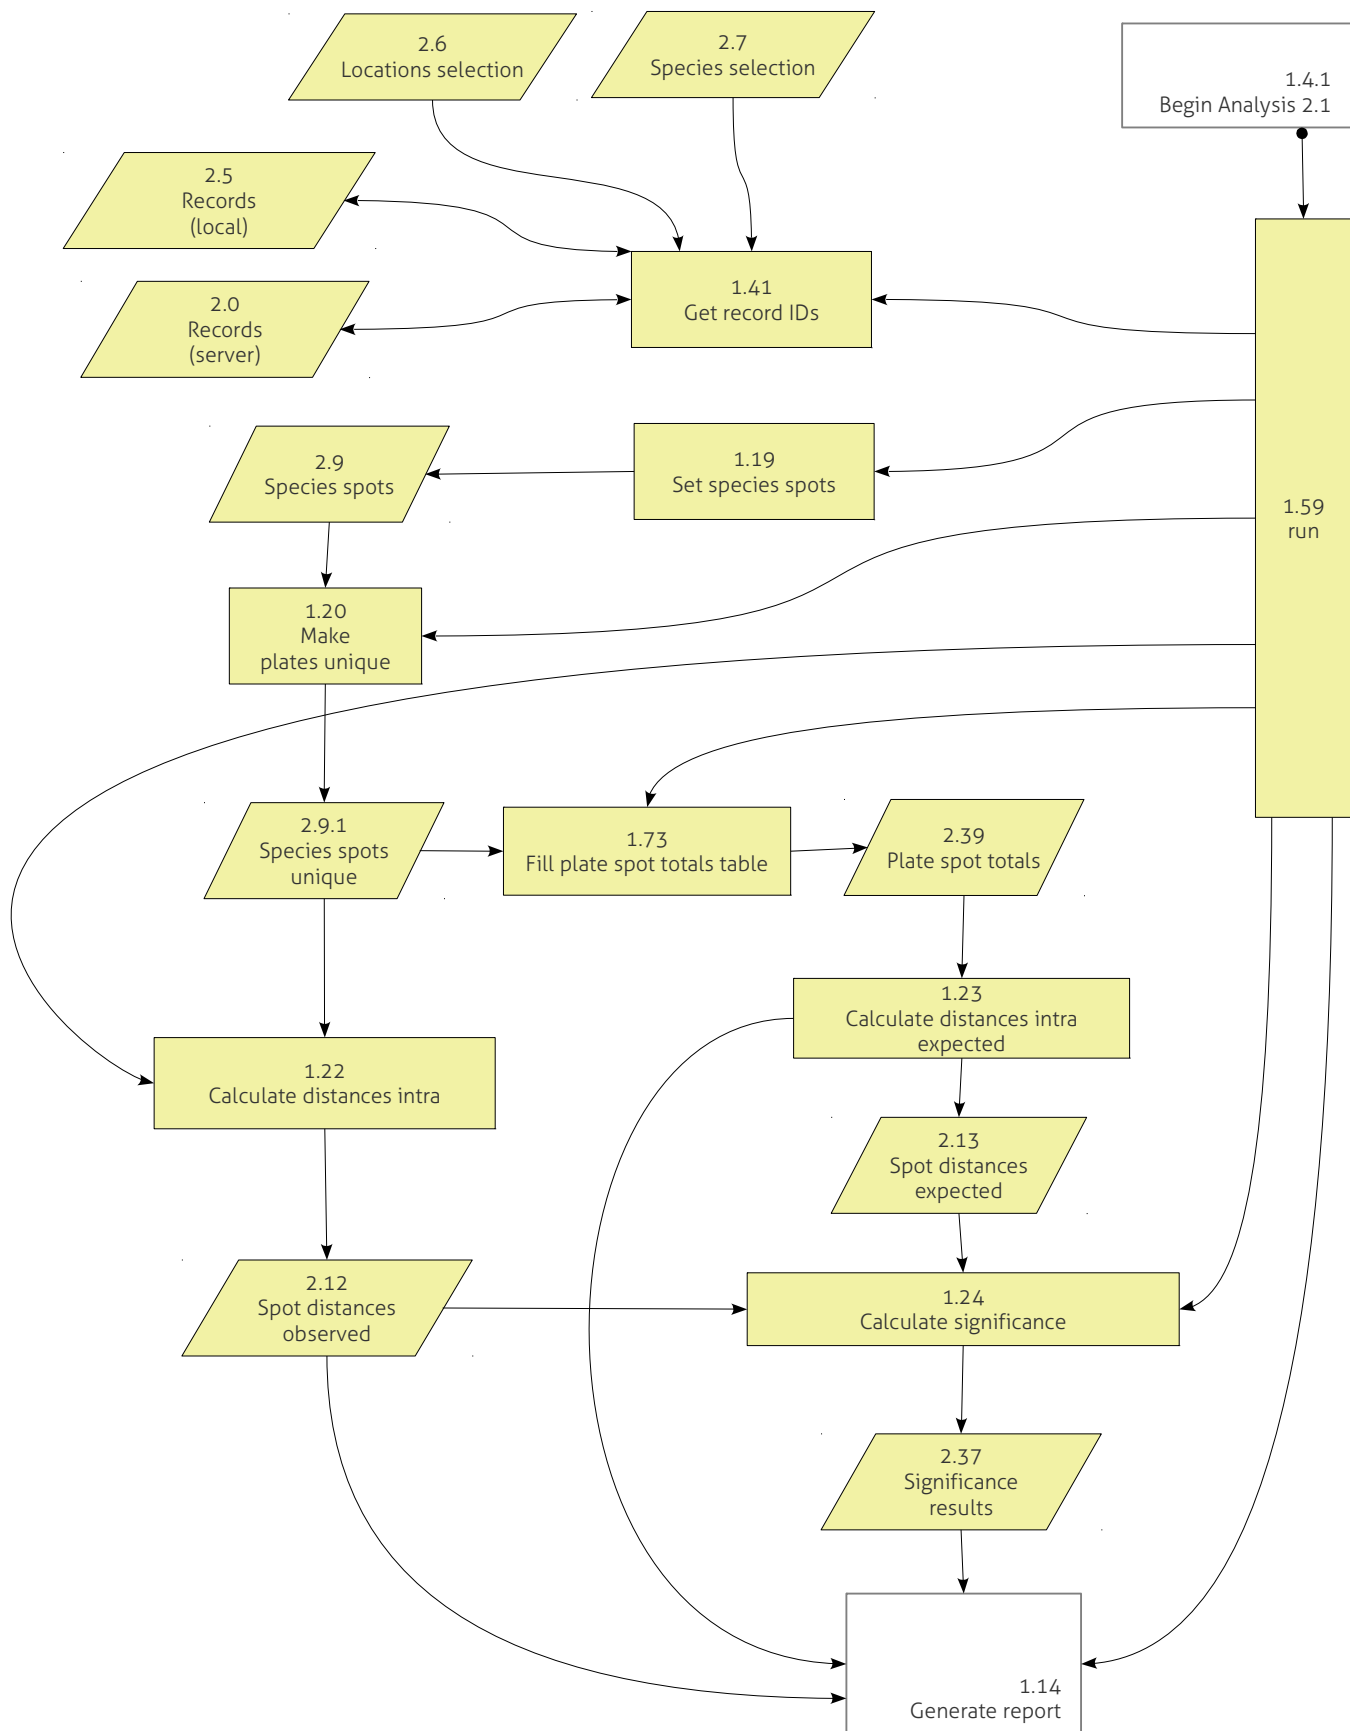 2.6
Locations selection
2.7
Species selection
1.4.1
Begin Analysis 2.1
2.5
Records
(local)
1.41
Get record IDs
2.0
Records
(server)
2.9
Species spots
1.19
Set species spots
1.59
run
1.20
Make
plates unique
2.9.1
Species spots
unique
1.73
Fill plate spot totals table
2.39
Plate spot totals
1.23
Calculate distances intra
expected
1.22
Calculate distances intra
2.13
Spot distances
expected
2.12
Spot distances
observed
1.24
Calculate significance
2.37
Significance
results
1.14
Generate report